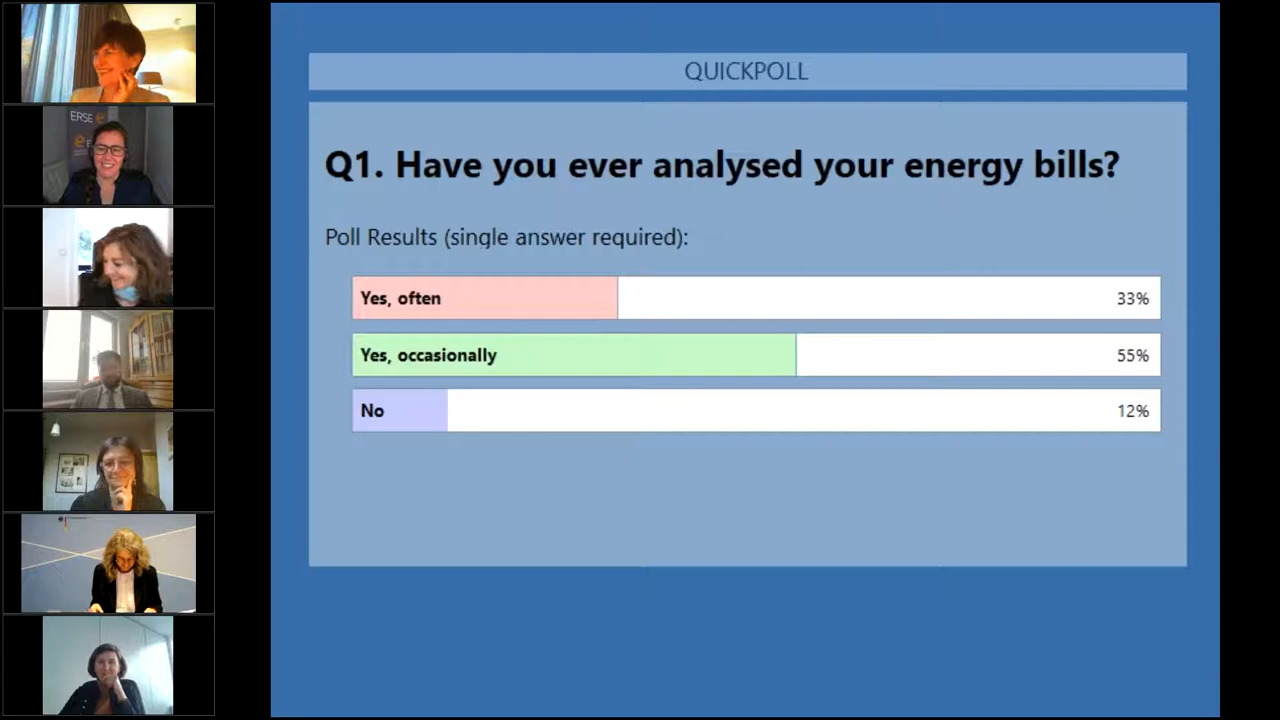 ERSE
QUICKPOLL
Q1. Have you ever analysed your energy bills?
Poll Results (single answer required):
Yes, often 33%
Yes, occasionally 55%
No 12%